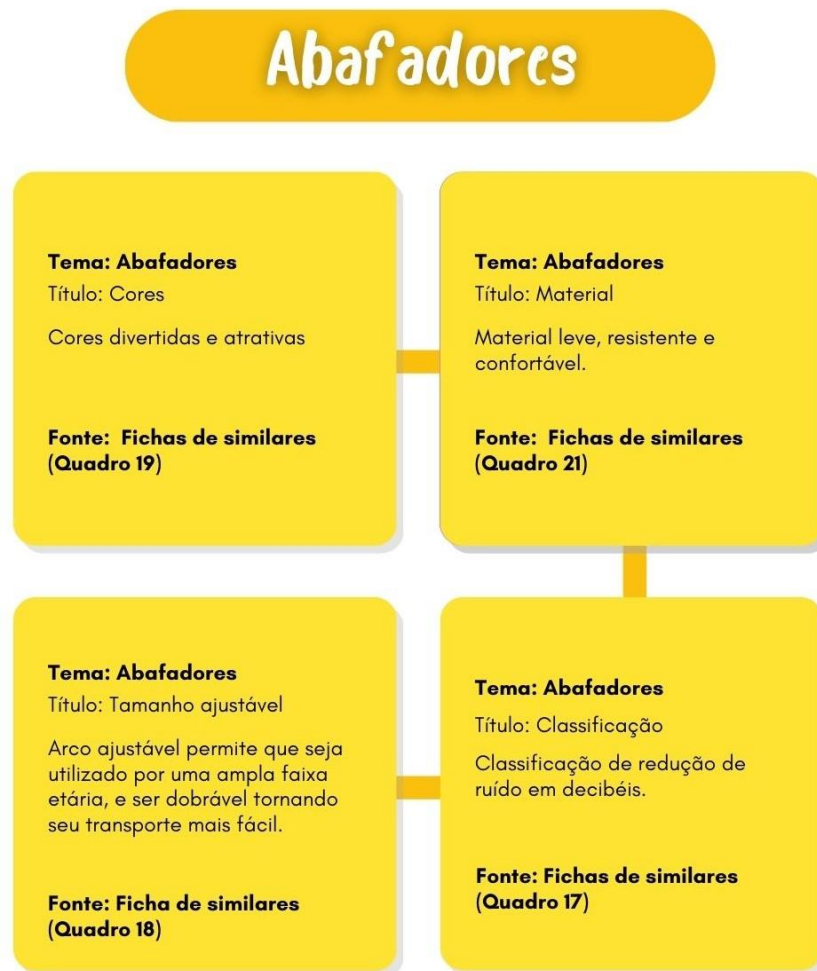 Abafadores
Tema: Abafadores
Título: Cores
Cores divertidas e atrativas
Fonte: Fichas de similares
(Quadro 19)
Tema: Abafadores
Título: Material
Material leve, resistente e
confortável.
Fonte: Fichas de similares
(Quadro 21)
Tema: Abafadores
Título: Tamanho ajustável
Arco ajustável permite que seja
utilizado por uma ampla faixa
etária, e ser dobrável tornando
seu transporte mais fácil.
Fonte: Ficha de similares
(Quadro 18)
Tema: Abafadores
Título: Classificação
Classificação de redução de
ruído em decibéis.
Fonte: Fichas de similares
(Quadro 17)